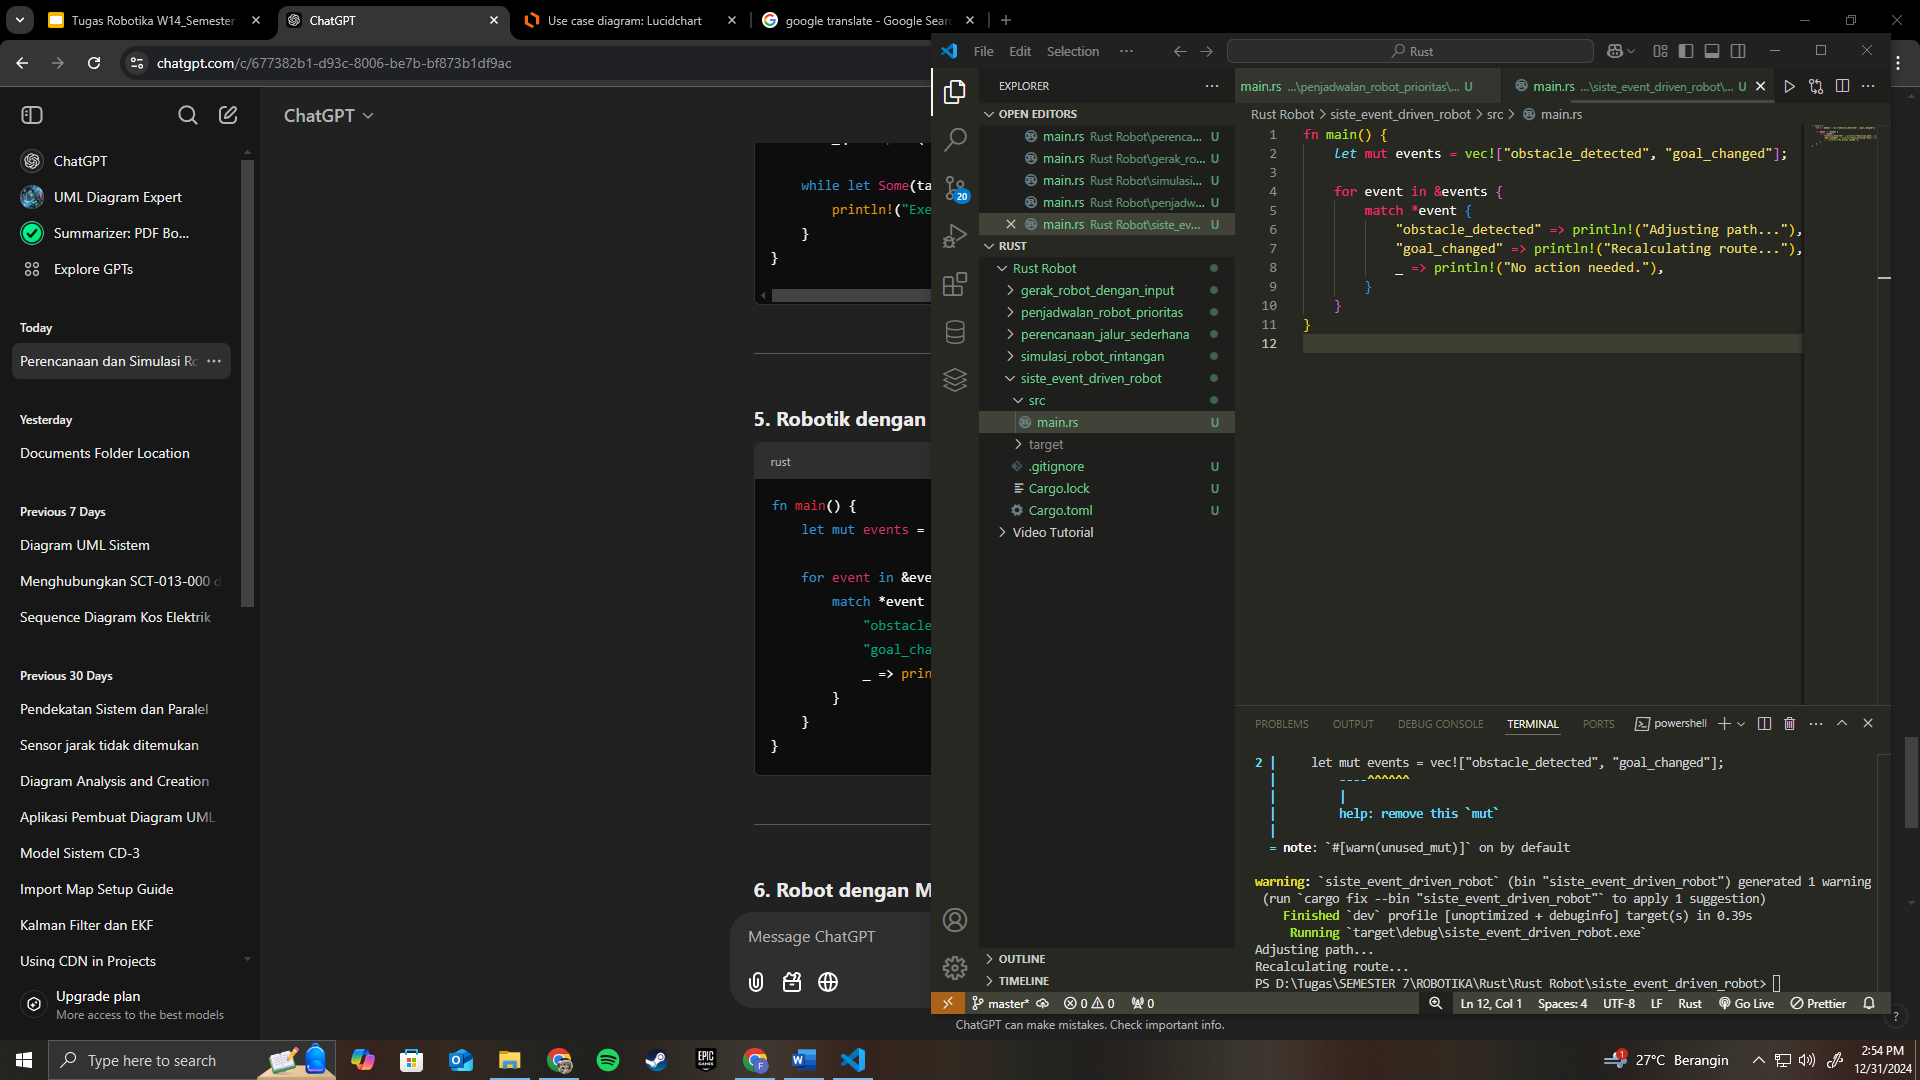 Tugas Robotika W14_Semester
ChatGPT
Use case diagram: Lucidchart
google translate - Google Sear
chatgpt.com/c/677382b1-d93c-8006-be7b-bf873b1df9ac
ChatGPT
ChatGPT
UML Diagram Expert
Summarizer: PDF Bo...
Explore GPTs
Today
Perencanaan dan Simulasi Ro
Yesterday
Documents Folder Location
Previous 7 Days
Diagram UML Sistem
Menghubungkan SCT-013-000 d
Sequence Diagram Kos Elektrik
Previous 30 Days
Pendekatan Sistem dan Paralel
Sensor jarak tidak ditemukan
Diagram Analysis and Creation
Aplikasi Pembuat Diagram UML
Model Sistem CD-3
Import Map Setup Guide
Kalman Filter dan EKF
Using CDN in Projects
Upgrade plan
More access to the best models
while let Some(ta
println!("Exe
}
}
5. Robotik dengan
rust
fn main() {
let mut events =
for event in &eve
match *event
"obstacle
"goal_cha
_ => prin
}
}
}
6. Robot dengan M
Message ChatGPT
ChatGPT can make mistakes. Check important info.
?
File Edit Selection ...
Rust
EXPLORER
OPEN EDITORS
main.rs Rust Robot\perenca... U
main.rs Rust Robot\gerak_ro... U
main.rs Rust Robot\simulasi... U
main.rs Rust Robot\penjadw... U
main.rs Rust Robot\siste_ev... U
20
RUST
Rust Robot
gerak_robot_dengan_input
penjadwalan_robot_prioritas
perencanaan_jalur_sederhana
simulasi_robot_rintangan
siste_event_driven_robot
src
main.rs U
target
.gitignore U
Cargo.lock U
Cargo.toml U
Video Tutorial
OUTLINE
TIMELINE
main.rs ...\penjadwalan_robot_prioritas\... U
main.rs ...\siste_event_driven_robot\... U
Rust Robot > siste_event_driven_robot > src > main.rs
1 fn main() {
2 let mut events = vec!["obstacle_detected", "goal_changed"];
3
4 for event in &events {
5 match *event {
6 "obstacle_detected" => println!("Adjusting path..."),
7 "goal_changed" => println!("Recalculating route..."),
8 _ => println!("No action needed."),
9 }
10 }
11 }
12
PROBLEMS OUTPUT DEBUG CONSOLE TERMINAL PORTS powershell
2 | let mut events = vec!["obstacle_detected", "goal_changed"];
| ----^^^^^^
| |
| help: remove this `mut`
|
= note: `#[warn(unused_mut)]` on by default
warning: `siste_event_driven_robot` (bin "siste_event_driven_robot") generated 1 warning
(run `cargo fix --bin "siste_event_driven_robot"` to apply 1 suggestion)
Finished `dev` profile [unoptimized + debuginfo] target(s) in 0.39s
Running `target\debug\siste_event_driven_robot.exe`
Adjusting path...
Recalculating route...
PS D:\Tugas\SEMESTER 7\ROBOTIKA\Rust\Rust Robot\siste_event_driven_robot>
master* 0 0 0 Ln 12, Col 1 Spaces: 4 UTF-8 LF Rust Go Live Prettier
Type here to search
EPIC GAMES
F
1
27°C Berangin
2:54 PM
12/31/2024